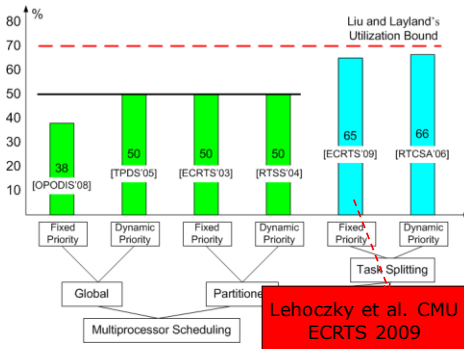 %
Liu and Layland's
Utilization Bound
80
70
60
50
40
30
20
10
38
[OPODIS'08]
50
[TPDS'05]
50
[ECRTS'03]
50
[RTSS'04]
65
[ECRTS'09]
66
[RTCSA'06]
Fixed
Priority
Dynamic
Priority
Fixed
Priority
Dynamic
Priority
Fixed
Priority
Dynamic
Priority
Task Splitting
Global
Partitione
Multiprocessor Scheduling
Lehoczky et al. CMU
ECRTS 2009